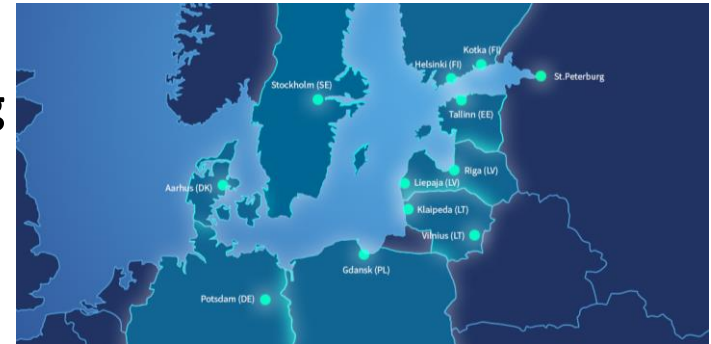 g
Kotka (FI)
Helsinki (FI)
St.Peterburg
Stockholm (SE)
Tallinn (EE)
Riga (LV)
Liepaja (LV)
Aarhus (DK)
Klaipeda (LT)
Vilnius (LT)
Gdansk (PL)
Potsdam (DE)